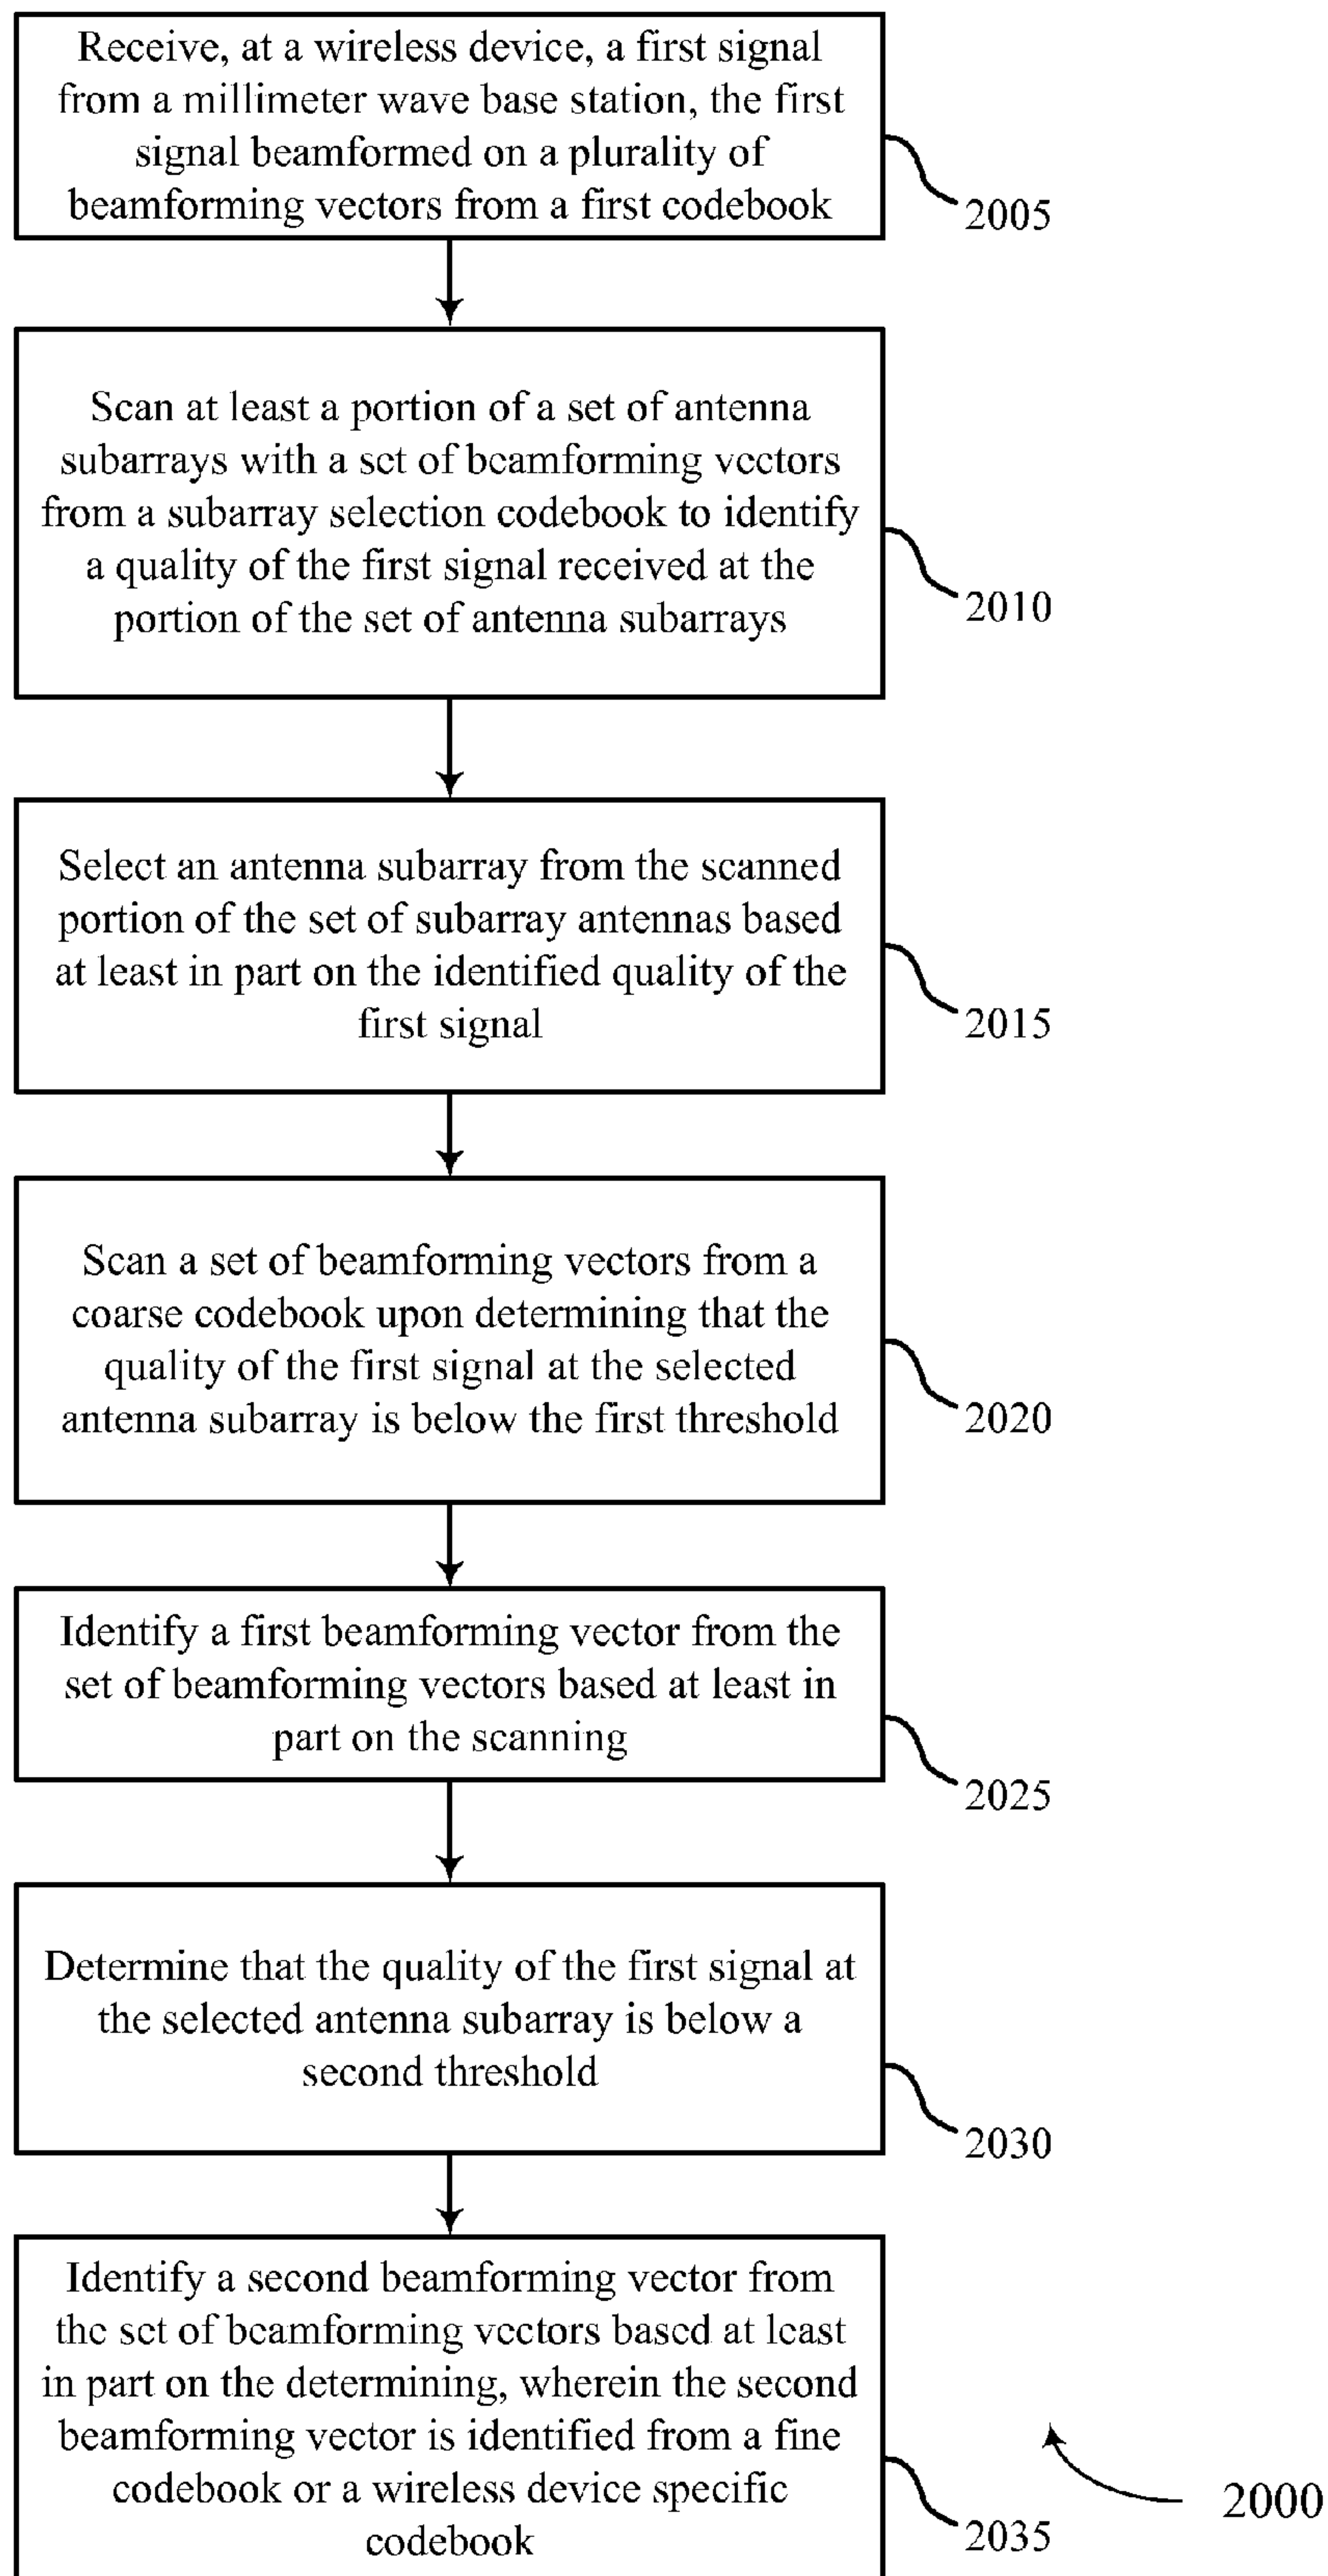 Receive, at a wireless device, a first signal
from a millimeter wave base station, the first
signal beamformed on a plurality of
beamforming vectors from a first codebook
2005
Scan at least a portion of a set of antenna
subarrays with a set of beamforming vectors
from a subarray selection codebook to identify
a quality of the first signal received at the
portion of the set of antenna subarrays
2010
Select an antenna subarray from the scanned
portion of the set of subarray antennas based
at least in part on the identified quality of the
first signal
2015
Scan a set of beamforming vectors from a
coarse codebook upon determining that the
quality of the first signal at the selected
antenna subarray is below the first threshold
2020
Identify a first beamforming vector from the
set of beamforming vectors based at least in
part on the scanning
2025
Determine that the quality of the first signal at
the selected antenna subarray is below a
second threshold
2030
Identify a second beamforming vector from
the set of beamforming vectors based at least
in part on the determining, wherein the second
beamforming vector is identified from a fine
codebook or a wireless device specific
codebook
2035
2000